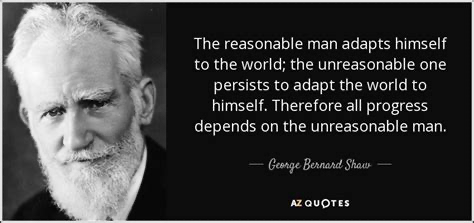 The reasonable man adapts himself
to the world; the unreasonable one
persists to adapt the world to
himself. Therefore all progress
depends on the unreasonable man.
George Bernard Shaw
AZ QUOTES